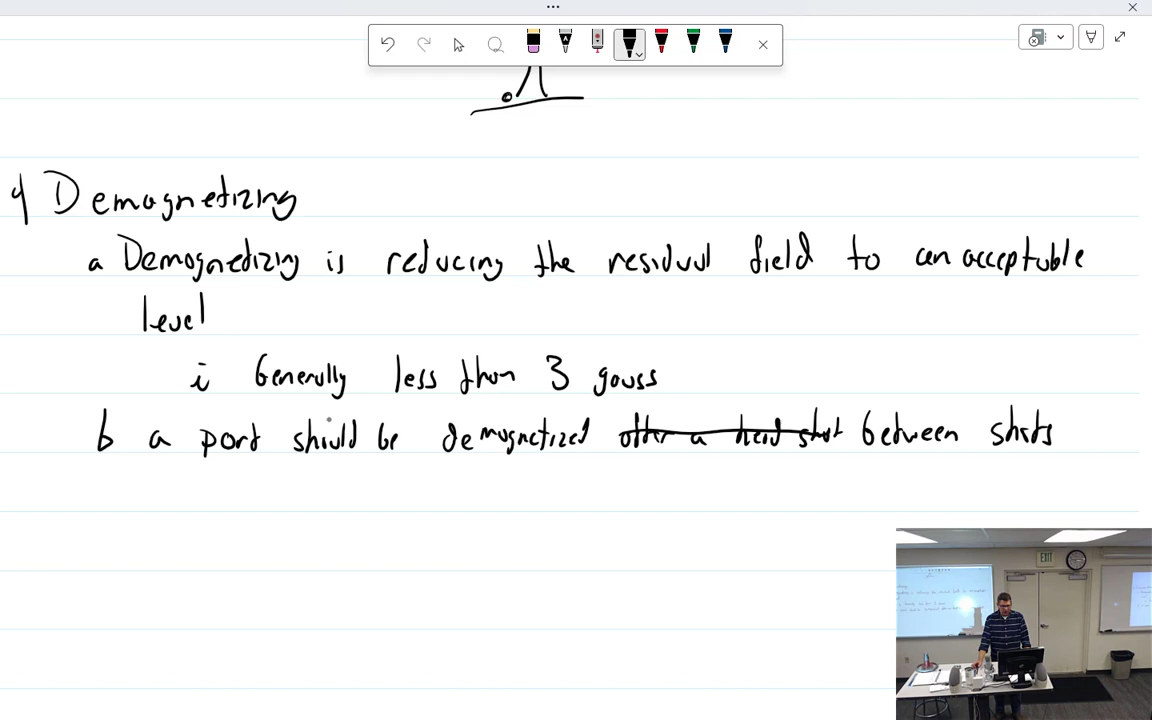 4 Demagnetizing
a Demagnetizing is reducing the residual field to an acceptable
level
i Generally less than 3 gauss
b a part should be demagnetized after a head shot between shots
EXIT